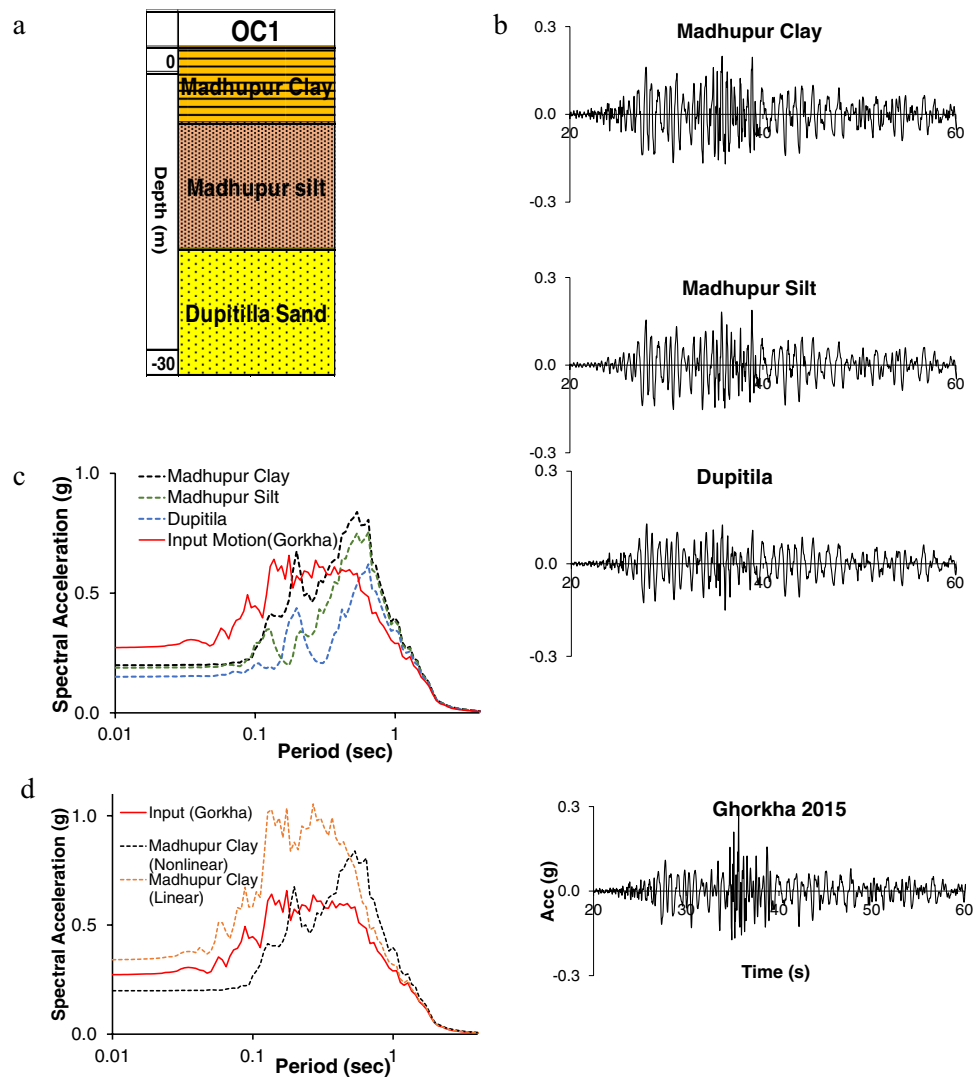 a
OC1
0
Madhupur Clay
Madhupur silt
Depth (m)
Dupitilla Sand
-30
b
0.3
Madhupur Clay
0.0
20
40
60
-0.3
0.3
Madhupur Silt
0.0
20
40
60
-0.3
0.3
Dupitila
0.0
20
40
60
-0.3
c
1.0
Madhupur Clay
Madhupur Silt
Dupitila
Input Motion(Gorkha)
Spectral Acceleration (g)
0.5
0.0
0.01
0.1
1
Period (sec)
d
1.0
Input (Gorkha)
Madhupur Clay
(Nonlinear)
Madhupur Clay
(Linear)
Spectral Acceleration (g)
0.5
0.0
0.01
0.1
1
Period (sec)
0.3
Ghorkha 2015
Acc (g)
0.0
20
30
40
50
60
-0.3
Time (s)